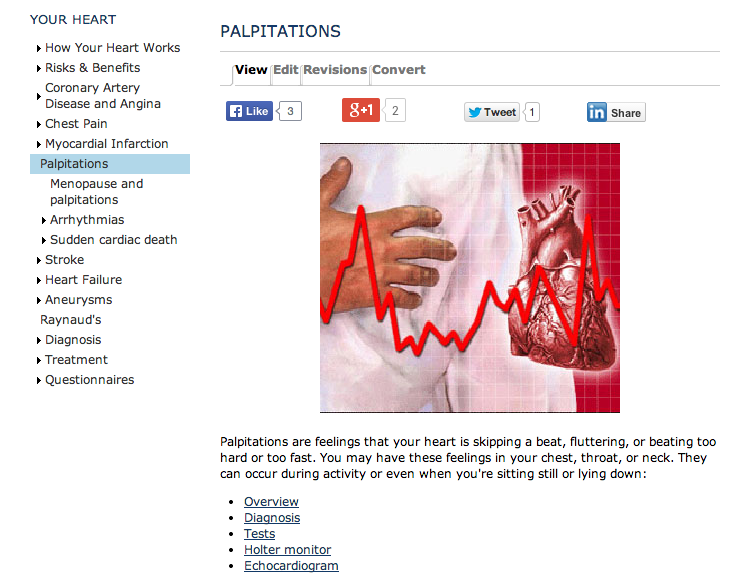 YOUR HEART
How Your Heart Works
Risks & Benefits
Coronary Artery
Disease and Angina
Chest Pain
Myocardial Infarction
Palpitations
Menopause and
palpitations
Arrhythmias
Sudden cardiac death
Stroke
Heart Failure
Aneurysms
Raynaud's
Diagnosis
Treatment
Questionnaires
PALPITATIONS
View Edit Revisions Convert
f Like 3 g+1 2 Tweet 1 in Share
Palpitations are feelings that your heart is skipping a beat, fluttering, or beating too
hard or too fast. You may have these feelings in your chest, throat, or neck. They
can occur during activity or even when you're sitting still or lying down:
Overview
Diagnosis
Tests
Holter monitor
Echocardiogram